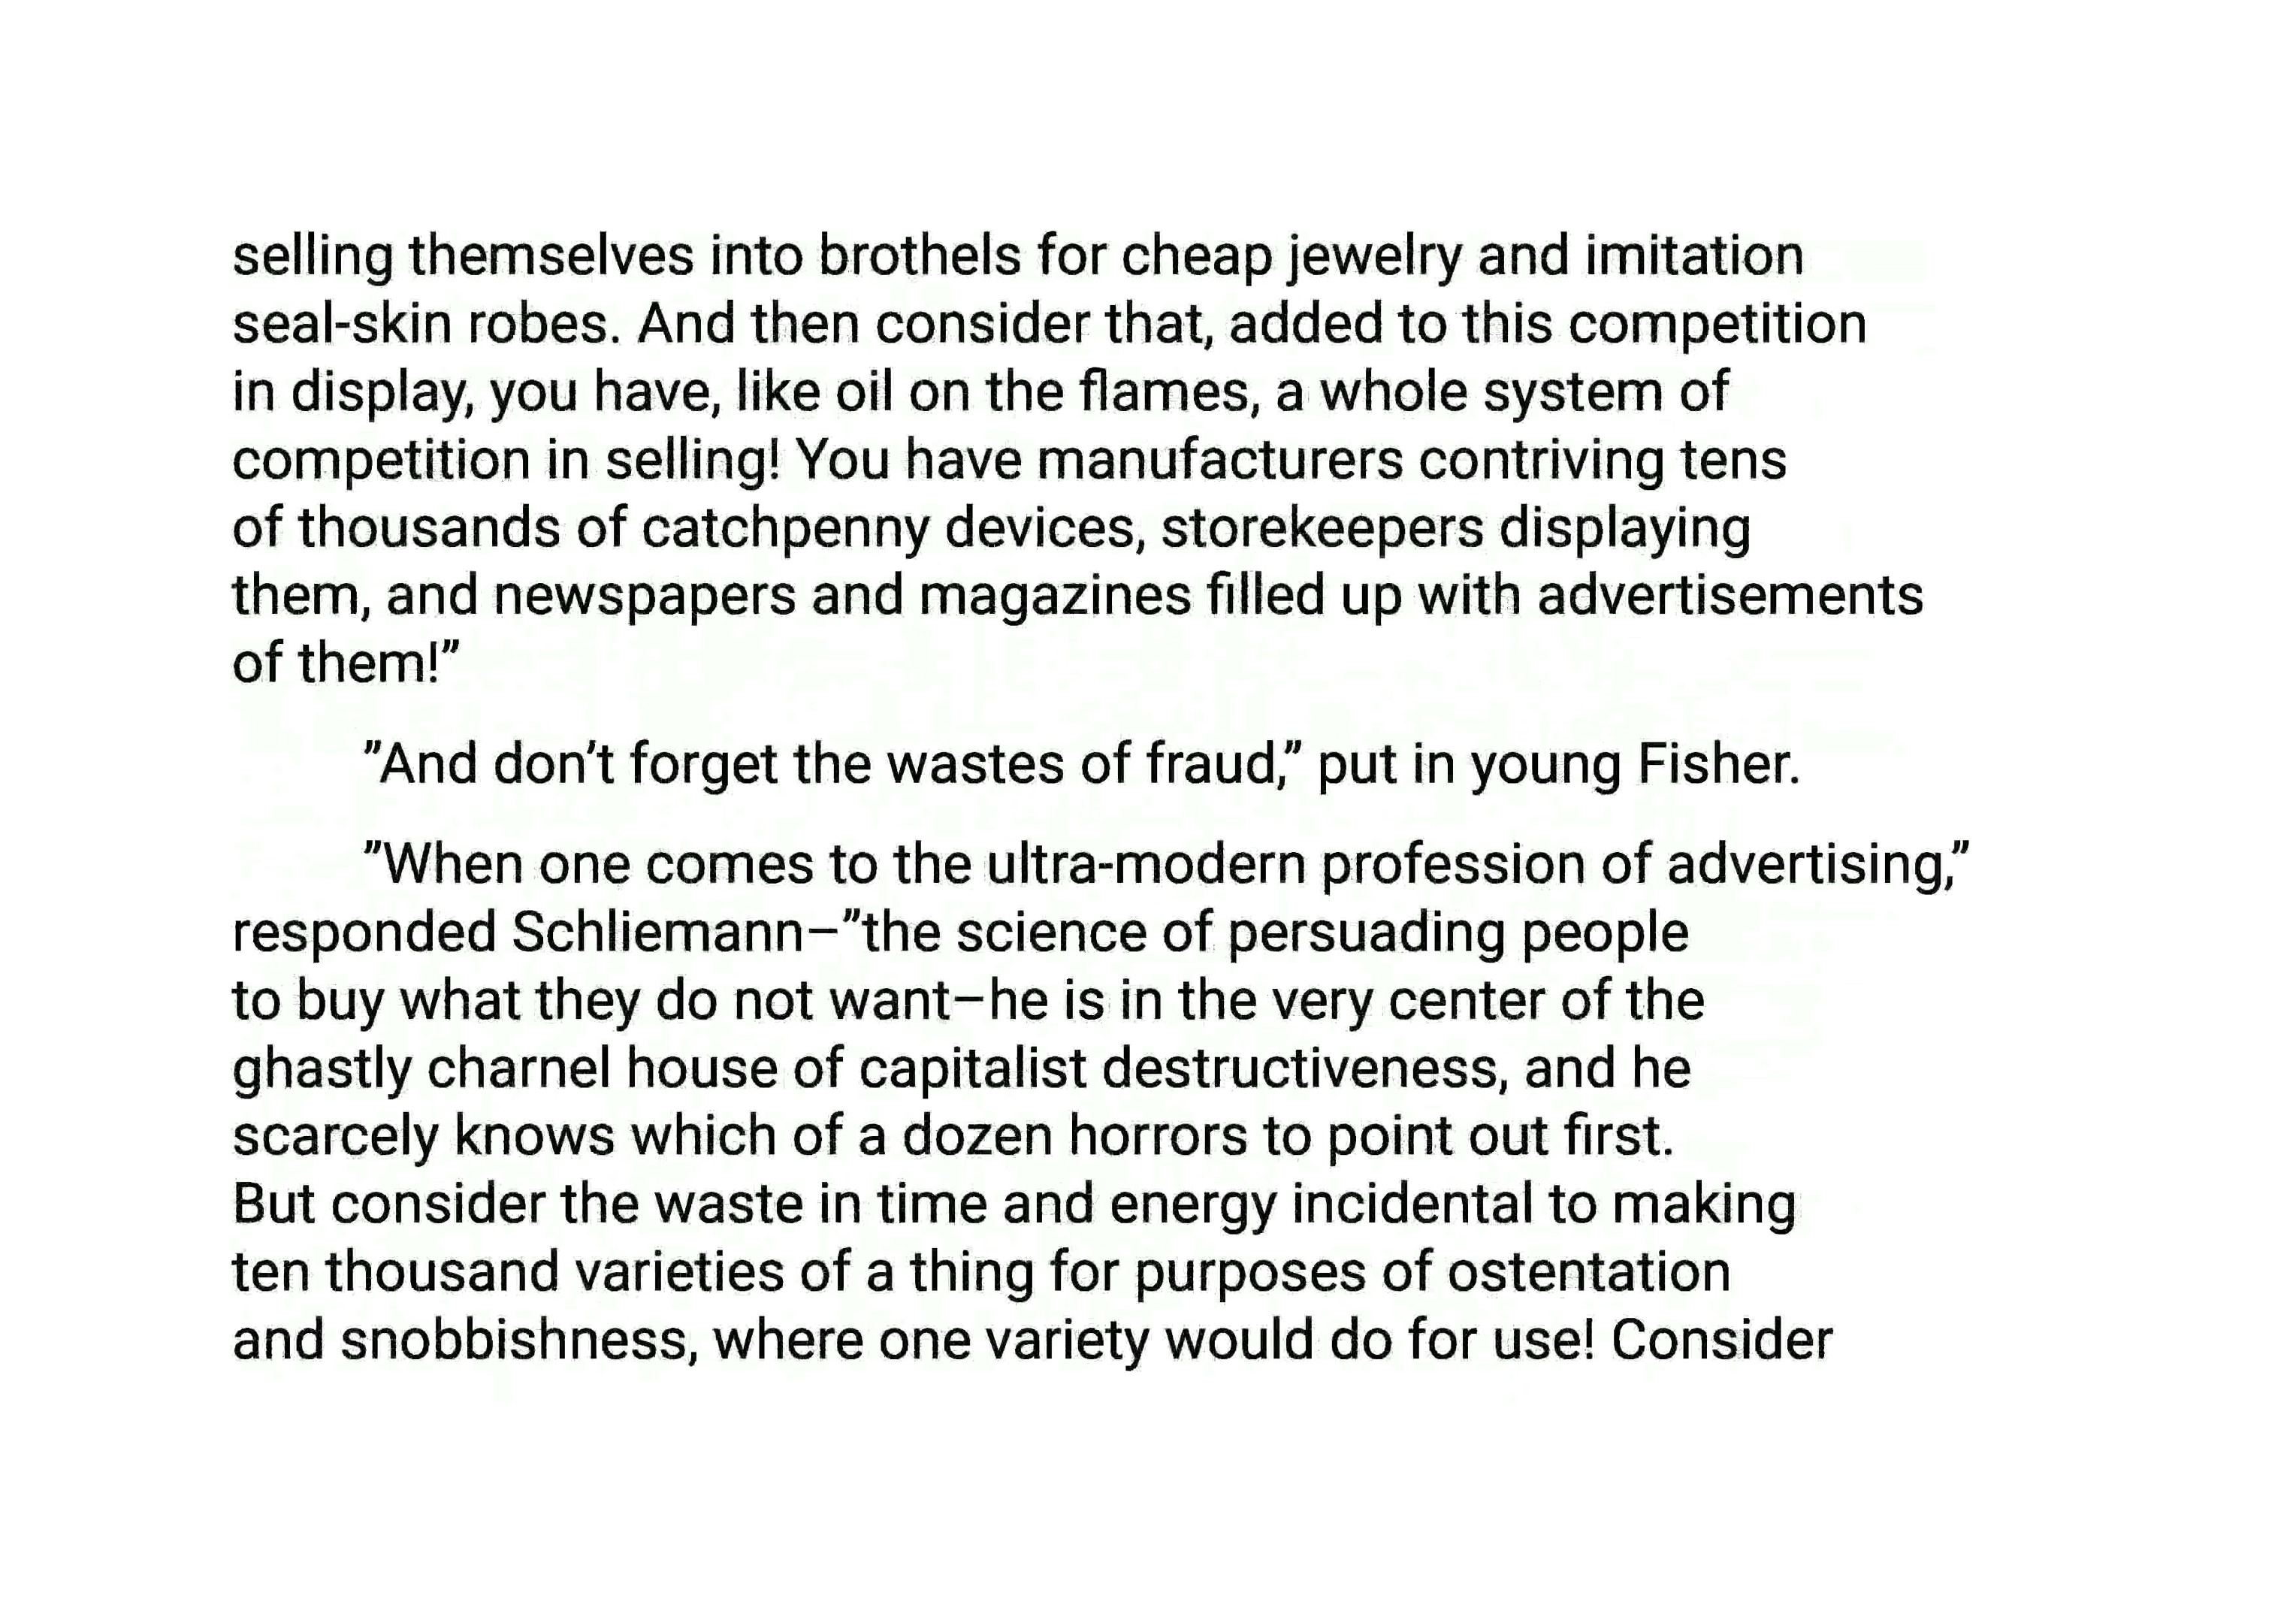 selling themselves into brothels for cheap jewelry and imitation
seal-skin robes. And then consider that, added to this competition
in display, you have, like oil on the flames, a whole system of
competition in selling! You have manufacturers contriving tens
of thousands of catchpenny devices, storekeepers displaying
them, and newspapers and magazines filled up with advertisements
of them!”
”And don’t forget the wastes of fraud,” put in young Fisher.
”When one comes to the ultra-modern profession of advertising,”
responded Schliemann–”the science of persuading people
to buy what they do not want–he is in the very center of the
ghastly charnel house of capitalist destructiveness, and he
scarcely knows which of a dozen horrors to point out first.
But consider the waste in time and energy incidental to making
ten thousand varieties of a thing for purposes of ostentation
and snobbishness, where one variety would do for use! Consider